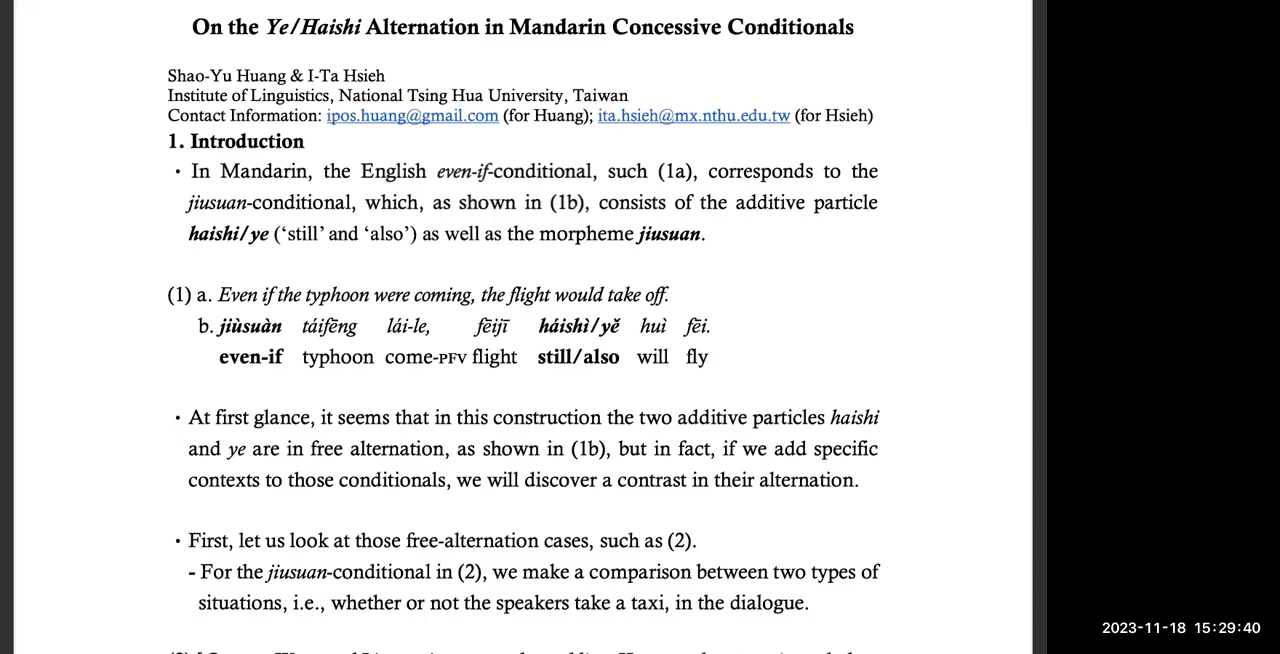 On the Ye/Haishi Alternation in Mandarin Concessive Conditionals
Shao-Yu Huang & I-Ta Hsieh
Institute of Linguistics, National Tsing Hua University, Taiwan
Contact Information: ipos.huang@gmail.com (for Huang); ita.hsieh@mx.nthu.edu.tw (for Hsieh)
1. Introduction
· In Mandarin, the English even-if-conditional, such (1a), corresponds to the
jiusuan-conditional, which, as shown in (1b), consists of the additive particle
haishi/ye (‘still’ and ‘also’) as well as the morpheme jiusuan.
(1) a. Even if the typhoon were coming, the flight would take off.
b. jiùsuàn táifēng lái-le, fēijī háishì/yě huì fēi.
even-if typhoon come-PFV flight still/also will fly
· At first glance, it seems that in this construction the two additive particles haishi
and ye are in free alternation, as shown in (1b), but in fact, if we add specific
contexts to those conditionals, we will discover a contrast in their alternation.
· First, let us look at those free-alternation cases, such as (2).
- For the jiusuan-conditional in (2), we make a comparison between two types of
situations, i.e., whether or not the speakers take a taxi, in the dialogue.
2023-11-18 15:29:40